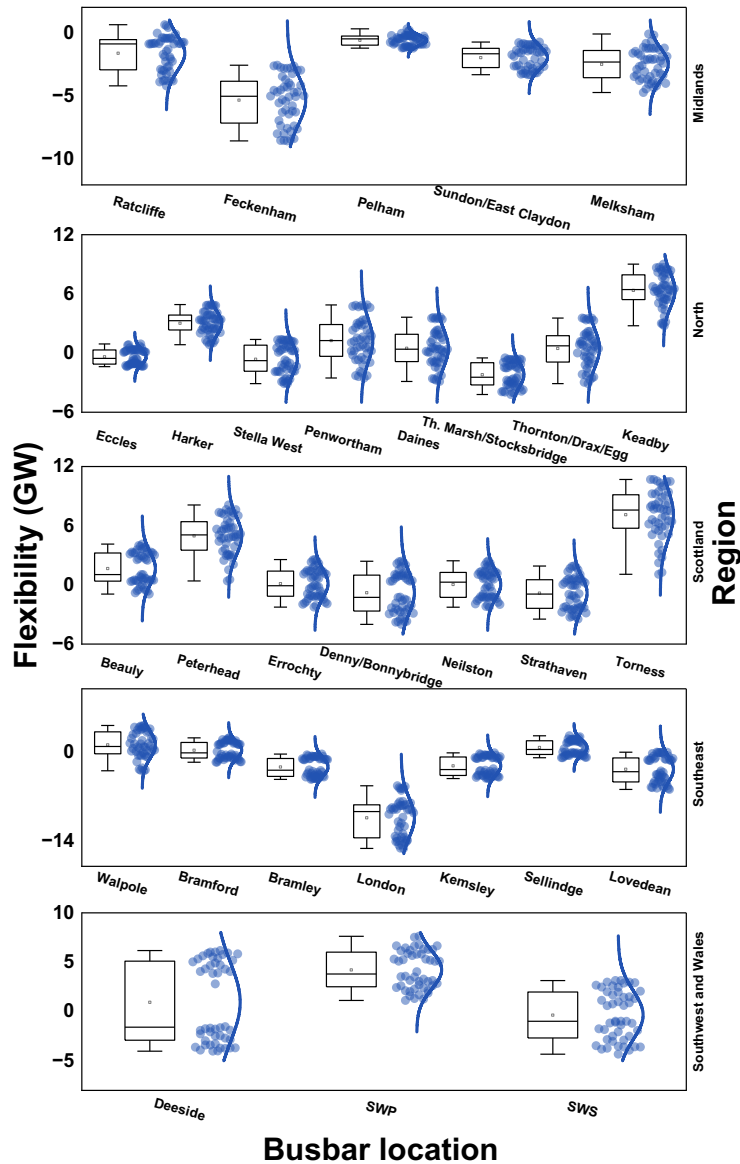 0
−5
−10
Midlands
Ratcliffe
Feckenham
Pelham
Sundon/East Claydon
Melksham
12
6
0
−6
North
Eccles
Harker
Stella West
Penwortham
Daines
Th. Marsh/Stocksbridge
Thornton/Drax/Egg
Keadby
Flexibility (GW)
Region
12
6
0
−6
Scottland
Beauly
Peterhead
Errochty
Denny/Bonnybridge
Neilston
Strathaven
Torness
0
−14
Southeast
Walpole
Bramford
Bramley
London
Kemsley
Sellindge
Lovedean
10
5
0
−5
Southwest and Wales
Deeside
SWP
SWS
Busbar location